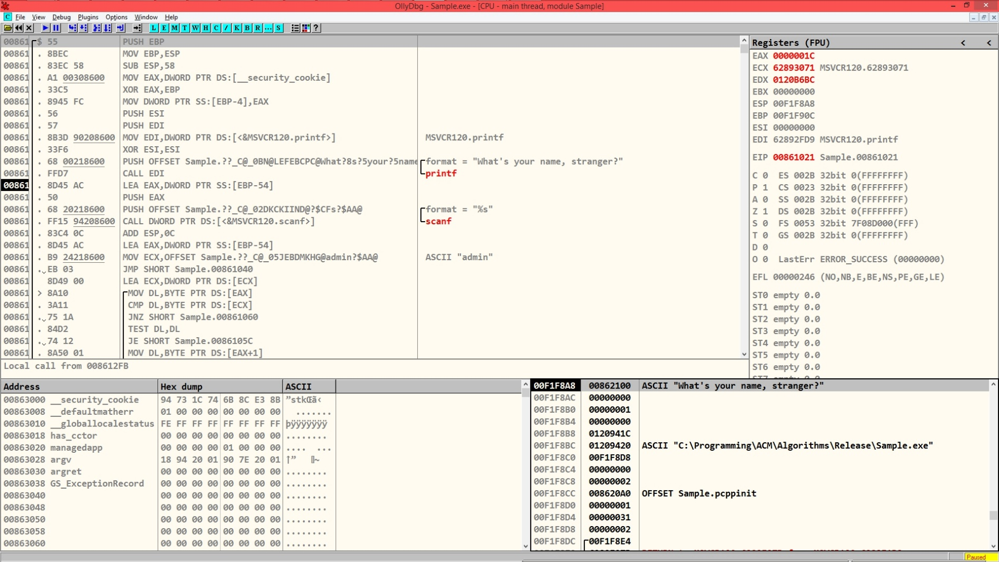 OllyDbg - Sample.exe - [CPU - main thread, module Sample]
C File View Debug Plugins Options Window Help
L E M T W H C / K B R ... S ?
00861 $ 55 PUSH EBP
00861 . 8BEC MOV EBP,ESP
00861 . 83EC 58 SUB ESP,58
00861 . A1 00308600 MOV EAX,DWORD PTR DS:[__security_cookie]
00861 . 33C5 XOR EAX,EBP
00861 . 8945 FC MOV DWORD PTR SS:[EBP-4],EAX
00861 . 56 PUSH ESI
00861 . 57 PUSH EDI
00861 . 8B3D 90208600 MOV EDI,DWORD PTR DS:[<&MSVCR120.printf>] MSVCR120.printf
00861 . 33F6 XOR ESI,ESI
00861 . 68 00218600 PUSH OFFSET Sample.??_C@_0BN@LEFEBCPC@What?8s?5your?5name format = "What's your name, stranger?"
00861 . FFD7 CALL EDI printf
00861 . 8D45 AC LEA EAX,DWORD PTR SS:[EBP-54]
00861 . 50 PUSH EAX
00861 . 68 20218600 PUSH OFFSET Sample.??_C@_02DKCKIIND@?$CFs?$AA@ format = "%s"
00861 . FF15 94208600 CALL DWORD PTR DS:[<&MSVCR120.scanf>] scanf
00861 . 83C4 0C ADD ESP,0C
00861 . 8D45 AC LEA EAX,DWORD PTR SS:[EBP-54]
00861 . B9 24218600 MOV ECX,OFFSET Sample.??_C@_05JEBDMKHG@admin?$AA@ ASCII "admin"
00861 . EB 03 JMP SHORT Sample.00861040
00861 8D49 00 LEA ECX,DWORD PTR DS:[ECX]
00861 > 8A10 MOV DL,BYTE PTR DS:[EAX]
00861 . 3A11 CMP DL,BYTE PTR DS:[ECX]
00861 . 75 1A JNZ SHORT Sample.00861060
00861 . 84D2 TEST DL,DL
00861 . 74 12 JE SHORT Sample.0086105C
00861 . 8A50 01 MOV DL,BYTE PTR DS:[EAX+1]
Local call from 008612FB
Registers (FPU) < <
EAX 0000001C
ECX 62893071 MSVCR120.62893071
EDX 0120B6BC
EBX 00000000
ESP 00F1F8A8
EBP 00F1F90C
ESI 00000000
EDI 62892FD9 MSVCR120.printf
EIP 00861021 Sample.00861021
C 0 ES 002B 32bit 0(FFFFFFFF)
P 1 CS 0023 32bit 0(FFFFFFFF)
A 0 SS 002B 32bit 0(FFFFFFFF)
Z 1 DS 002B 32bit 0(FFFFFFFF)
S 0 FS 0053 32bit 7F08D000(FFF)
T 0 GS 002B 32bit 0(FFFFFFFF)
D 0
O 0 LastErr ERROR_SUCCESS (00000000)
EFL 00000246 (NO,NB,E,BE,NS,PE,GE,LE)
ST0 empty 0.0
ST1 empty 0.0
ST2 empty 0.0
ST3 empty 0.0
ST4 empty 0.0
ST5 empty 0.0
ST6 empty 0.0
Address Hex dump ASCII
00863000 __security_cookie 94 73 1C 74 6B 8C E3 8B ”stkŒã‹
00863008 __defaultmatherr 01 00 00 00 00 00 00 00 .......
00863010 __globallocalestatus FE FF FF FF FF FF FF FF þÿÿÿÿÿÿÿ
00863018 has_cctor 00 00 00 00 00 00 00 00 ........
00863020 managedapp 00 00 00 00 01 00 00 00 .... ...
00863028 argv 18 94 20 01 90 7E 20 01 ↑” ~
00863030 argret 00 00 00 00 00 00 00 00 ........
00863038 GS_ExceptionRecord 00 00 00 00 00 00 00 00 ........
00863040 00 00 00 00 00 00 00 00 ........
00863048 00 00 00 00 00 00 00 00 ........
00863050 00 00 00 00 00 00 00 00 ........
00863058 00 00 00 00 00 00 00 00 ........
00863060 00 00 00 00 00 00 00 00 ........
00F1F8A8 00862100 ASCII "What's your name, stranger?"
00F1F8AC 00000000
00F1F8B0 00000001
00F1F8B4 00000000
00F1F8B8 0120941C
00F1F8BC 01209420 ASCII "C:\Programming\ACM\Algorithms\Release\Sample.exe"
00F1F8C0 00F1F8D8
00F1F8C4 00000000
00F1F8C8 00000002
00F1F8CC 008620A0 OFFSET Sample.pcppinit
00F1F8D0 00000001
00F1F8D4 00000031
00F1F8D8 00000002
00F1F8DC 00F1F8E4
Paused